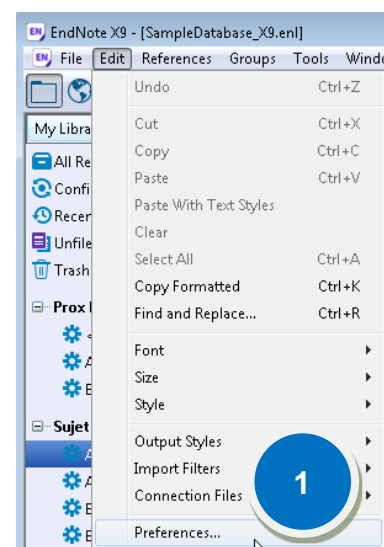 EN EndNote X9 - [SampleDatabase_X9.enl]
EN File Edit References Groups Tools
Undo Ctrl+Z
My Libra
Cut Ctrl+X
All Re
Copy Ctrl+C
Confi
Paste Ctrl+V
Recen
Paste With Text Styles
Unfile
Clear
Trash
Select All Ctrl+A
Copy Formatted Ctrl+K
Prox
Find and Replace... Ctrl+R
Font
Size
Style
Sujet
Output Styles
Import Filters
1
Connection Files
Preferences...